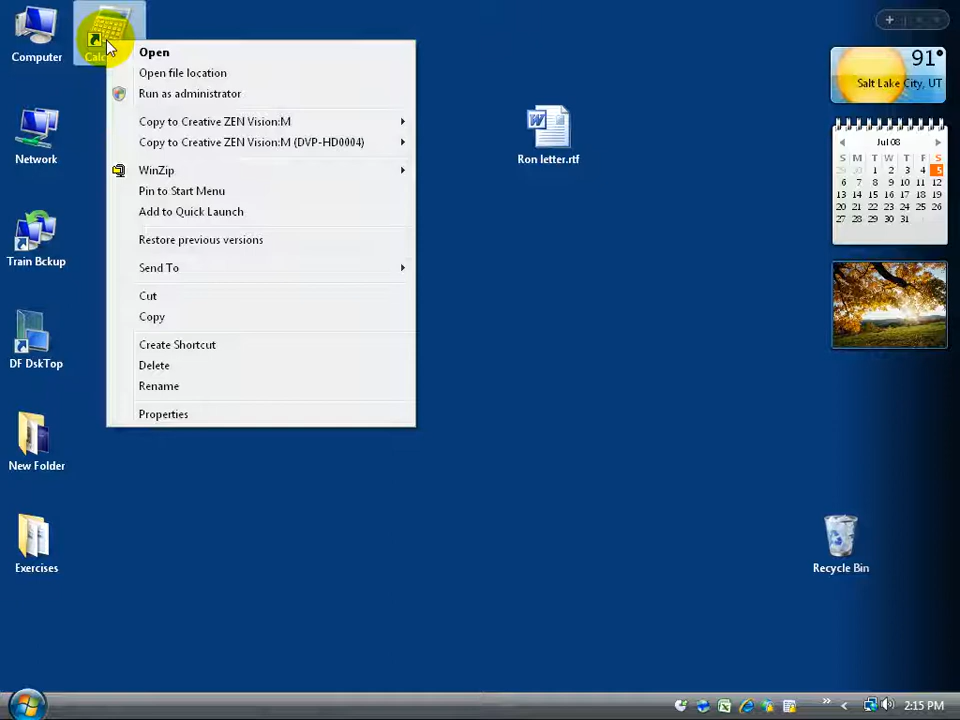 Computer
Calc
Open
Open file location
Run as administrator
Copy to Creative ZEN Vision:M
Copy to Creative ZEN Vision:M (DVP-HD0004)
WinZip
Pin to Start Menu
Add to Quick Launch
Restore previous versions
Send To
Cut
Copy
Create Shortcut
Delete
Rename
Properties
Network
Train Bckup
DF DskTop
New Folder
Exercises
Ron letter.rtf
91°
Salt Lake City, UT
Jul 08
S M T W T F S
29 30 1 2 3 4 5
6 7 8 9 10 11 12
13 14 15 16 17 18 19
20 21 22 23 24 25 26
27 28 29 30 31
Recycle Bin
2:15 PM